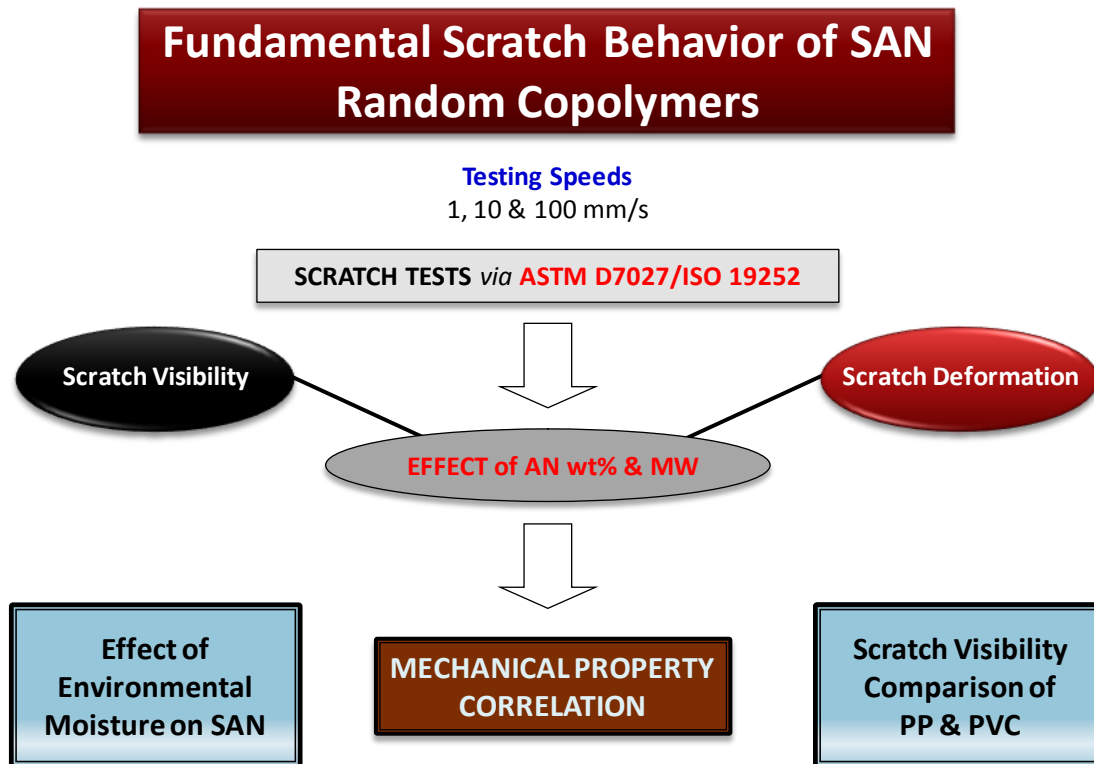 Fundamental Scratch Behavior of SAN
Random Copolymers
Testing Speeds
1, 10 & 100 mm/s
SCRATCH TESTS via ASTM D7027/ISO 19252
Scratch Visibility
Scratch Deformation
EFFECT of AN wt% & MW
Effect of
Environmental
Moisture on SAN
MECHANICAL PROPERTY
CORRELATION
Scratch Visibility
Comparison of
PP & PVC